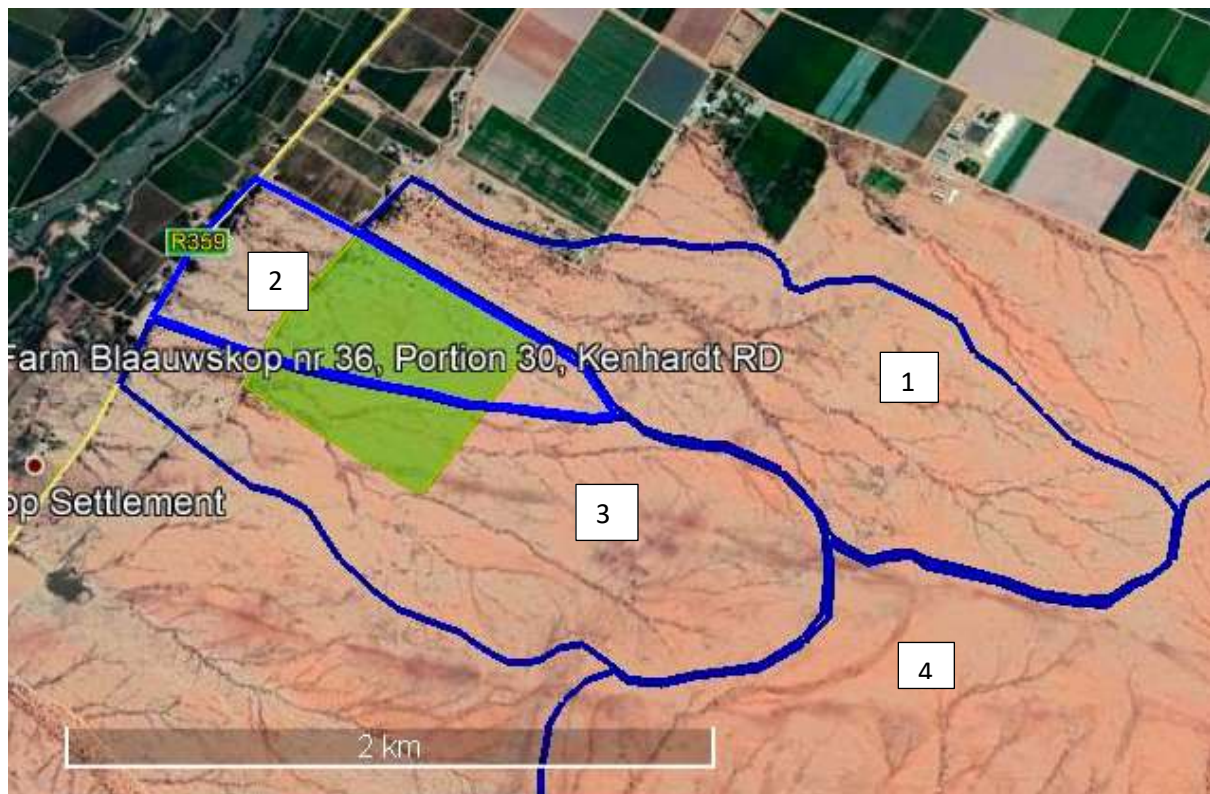 R359
2
Farm Blaauwskop nr 36, Portion 30, Kenhardt RD
1
op Settlement
3
4
2 km